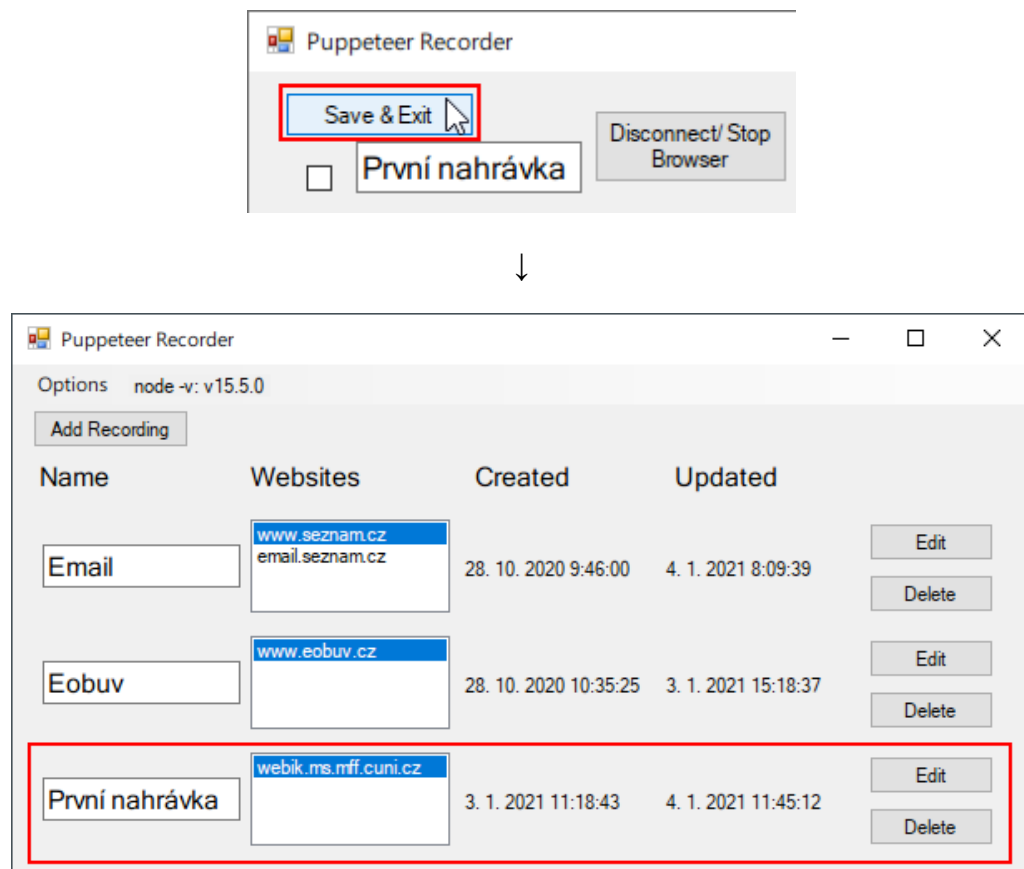 Puppeteer Recorder
Save & Exit
Disconnect/ Stop
Browser
První nahrávka
↓
Puppeteer Recorder
Options node -v: v15.5.0
Add Recording
Name Websites Created Updated
www.seznam.cz
email.seznam.cz
Email 28. 10. 2020 9:46:00 4. 1. 2021 8:09:39
Edit
Delete
www.eobuv.cz
Eobuv 28. 10. 2020 10:35:25 3. 1. 2021 15:18:37
Edit
Delete
webik.ms.mff.cuni.cz
První nahrávka 3. 1. 2021 11:18:43 4. 1. 2021 11:45:12
Edit
Delete